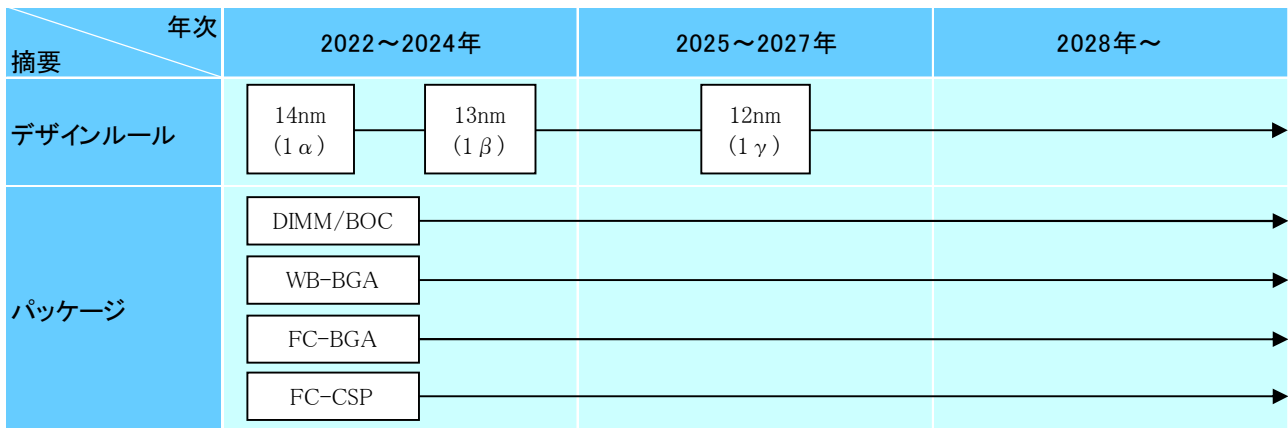 年次
摘要
2022～2024年
2025～2027年
2028年～
デザインルール
14nm
(1α)
13nm
(1β)
12nm
(1γ)
パッケージ
DIMM/BOC
WB-BGA
FC-BGA
FC-CSP